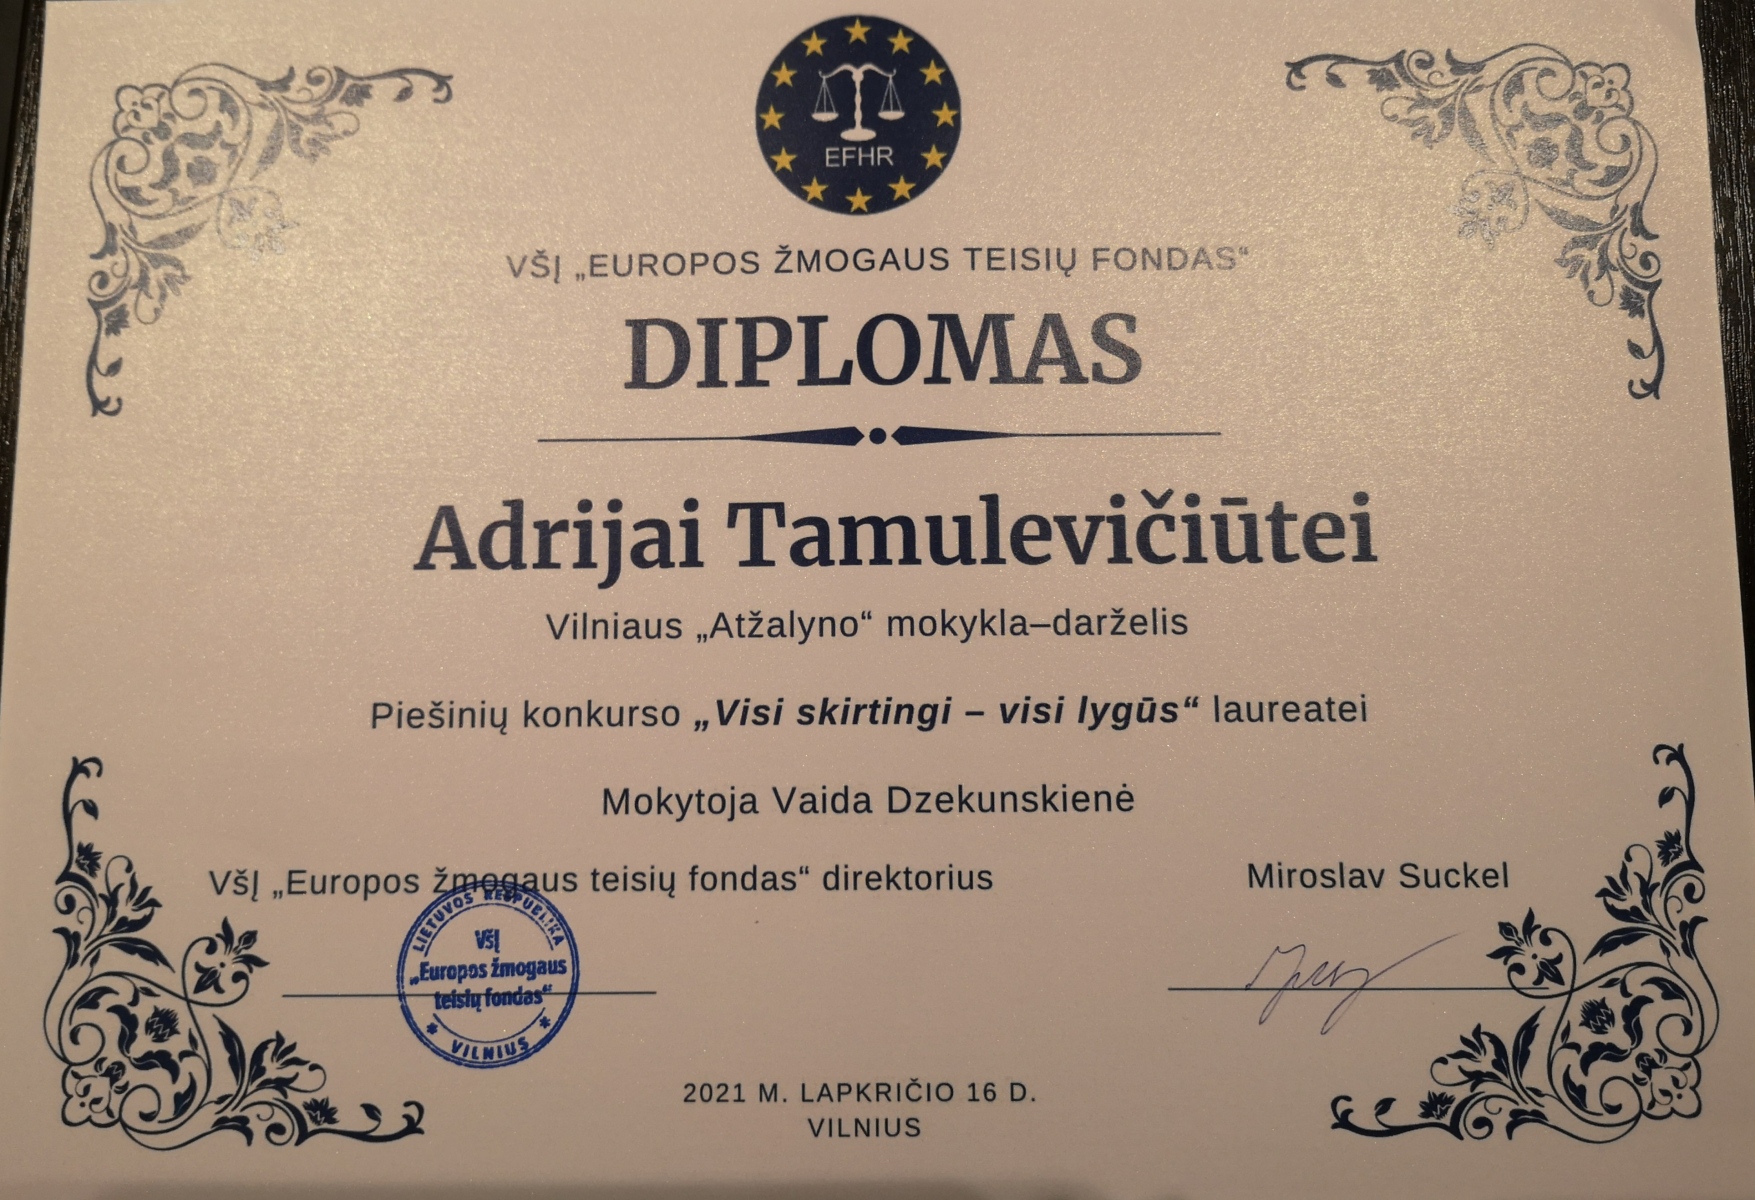 EFHR
VŠĮ „EUROPOS ŽMOGAUS TEISIŲ FONDAS“
DIPLOMAS
Adrijai Tamulevičiūtei
Vilniaus „Atžalyno“ mokykla–darželis
Piešinių konkurso „Visi skirtingi – visi lygūs“ laureatei
Mokytoja Vaida Dzekunskienė
VšĮ „Europos žmogaus teisių fondas“ direktorius Miroslav Suckel
LIETUVOS RESPUBLIKA
VšĮ
„Europos žmogaus
teisių fondas“
* VILNIUS *
2021 M. LAPKRIČIO 16 D.
VILNIUS